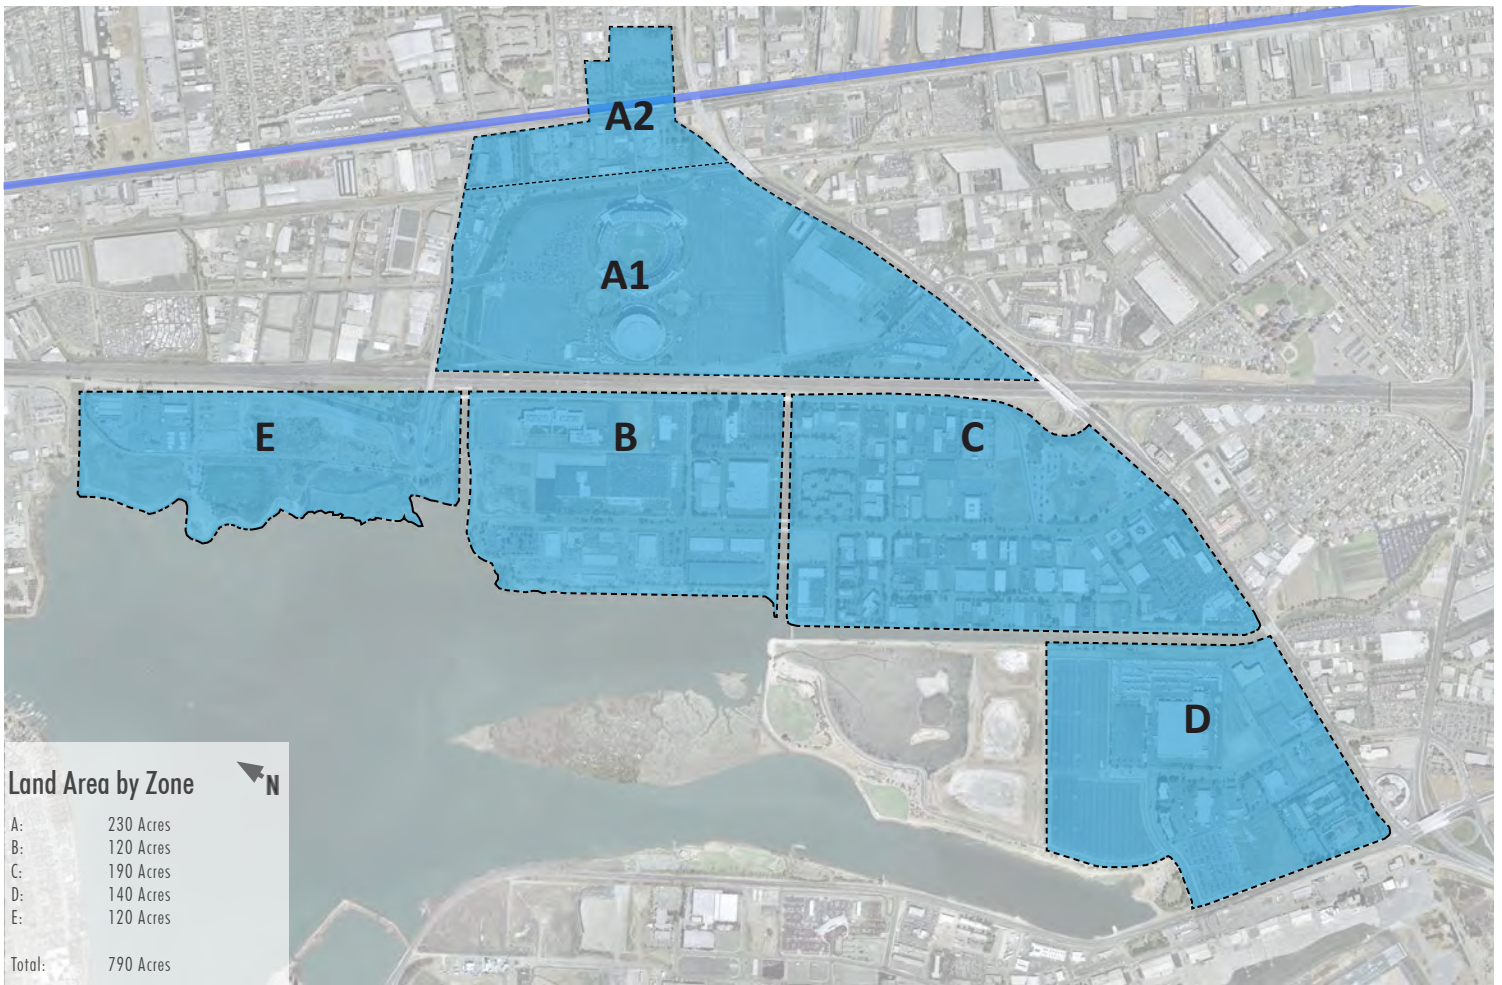 A2
A1
E
B
C
D
Land Area by Zone
N
A: 230 Acres
B: 120 Acres
C: 190 Acres
D: 140 Acres
E: 120 Acres
Total: 790 Acres